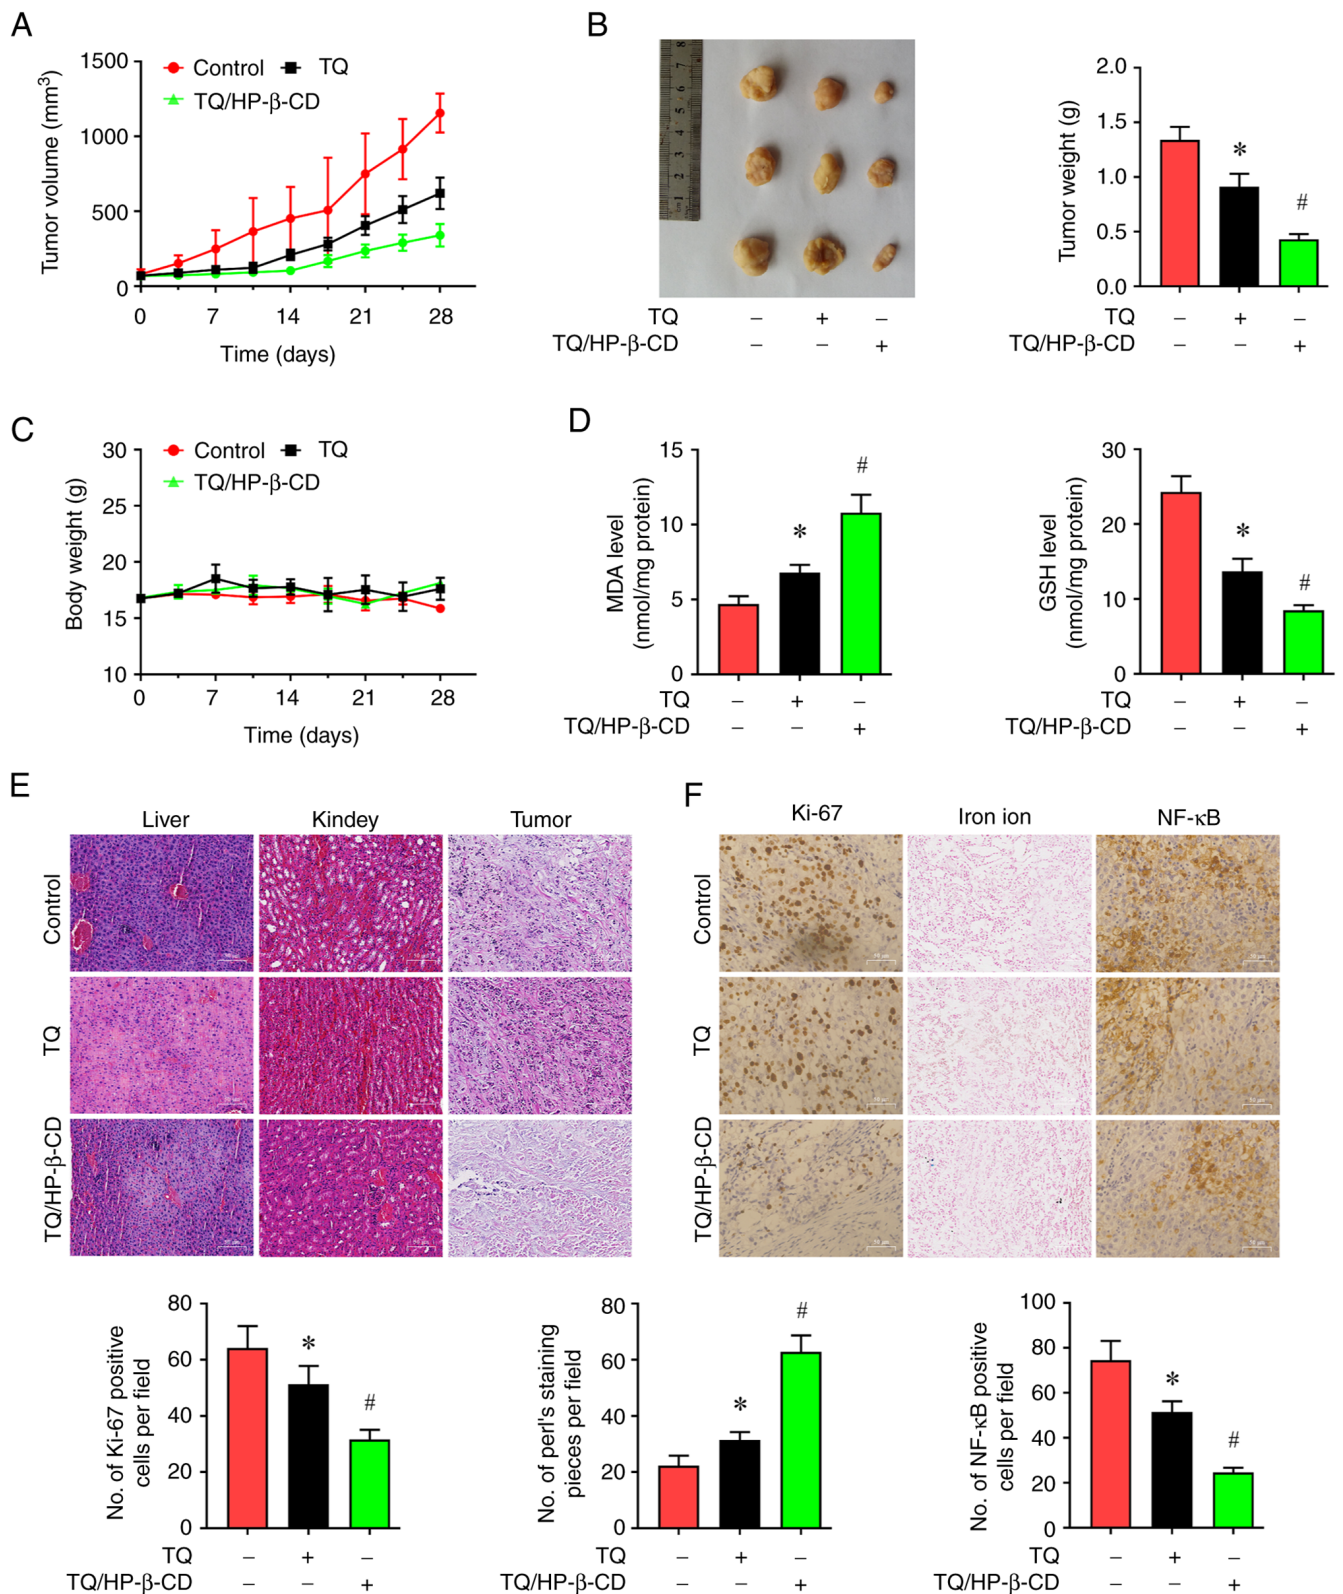 A
Tumor volume (mm³)
1500
1000
500
0
Control
TQ
TQ/HP-β-CD
0 7 14 21 28
Time (days)
B
8
7
6
5
4
3
2
1
TQ – + –
TQ/HP-β-CD – – +
Tumor weight (g)
2.0
1.5
1.0
0.5
0.0
*
#
– + –
TQ/HP-β-CD – – +
C
Body weight (g)
30
25
20
15
10
Control
TQ
TQ/HP-β-CD
0 7 14 21 28
Time (days)
D
MDA level
(nmol/mg protein)
15
10
5
0
*
#
TQ – + –
TQ/HP-β-CD – – +
GSH level
(nmol/mg protein)
30
20
10
0
*
#
TQ – + –
TQ/HP-β-CD – – +
E
Liver Kindey Tumor
Control
TQ
TQ/HP-β-CD
F
Ki-67 Iron ion NF-κB
Control
TQ
TQ/HP-β-CD
No. of Ki-67 positive
cells per field
80
60
40
20
0
*
#
TQ – + –
TQ/HP-β-CD – – +
No. of perl's staining
pieces per field
80
60
40
20
0
*
#
TQ – + –
TQ/HP-β-CD – – +
No. of NF-κB positive
cells per field
100
80
60
40
20
0
*
#
TQ – + –
TQ/HP-β-CD – – +